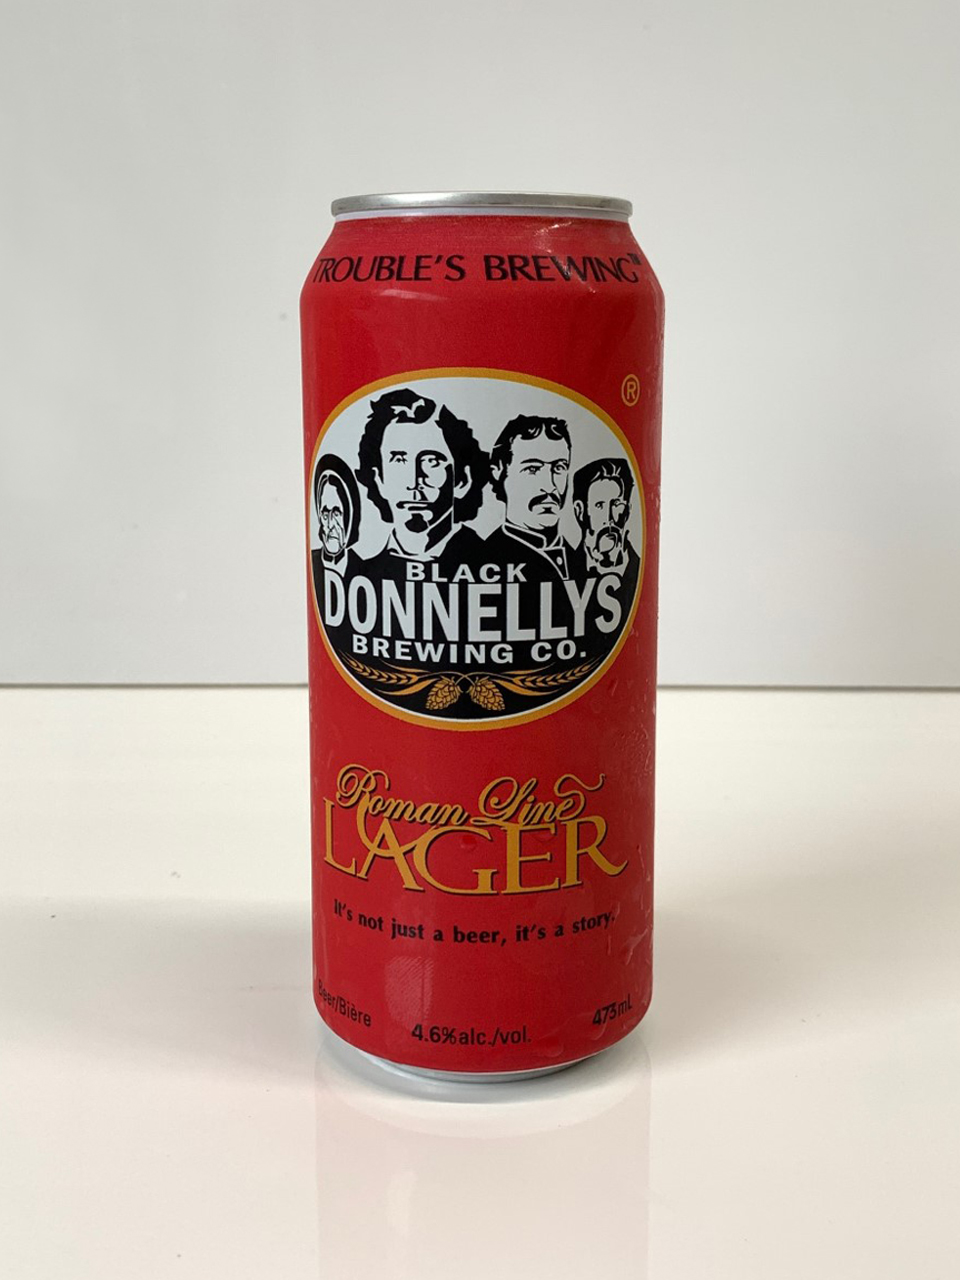 TROUBLE'S BREWING™
®
BLACK
DONNELLYS
BREWING CO.
Roman Line
LAGER
It's not just a beer, it's a story.
Beer/Bière
4.6%alc./vol.
473mL